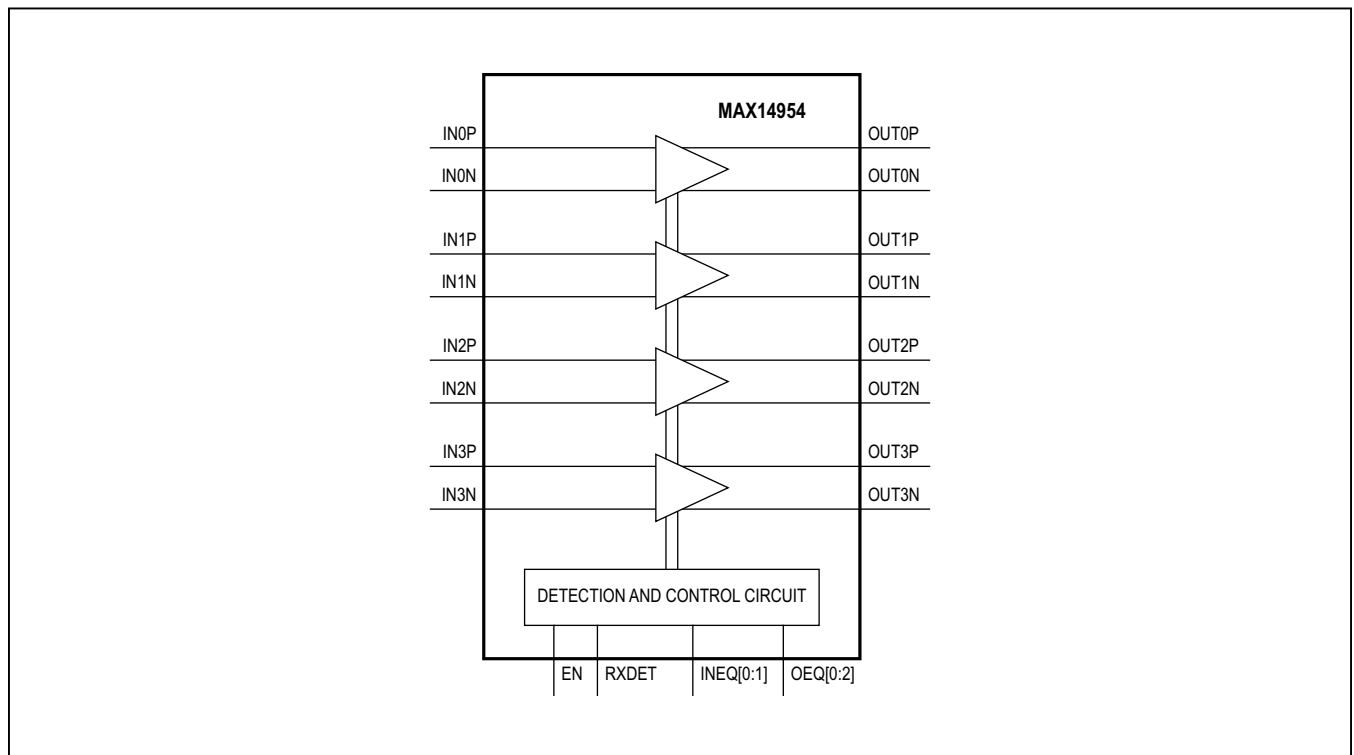 MAX14954
IN0P
OUT0P
IN0N
OUT0N
IN1P
OUT1P
IN1N
OUT1N
IN2P
OUT2P
IN2N
OUT2N
IN3P
OUT3P
IN3N
OUT3N
DETECTION AND CONTROL CIRCUIT
EN
RXDET
INEQ[0:1]
OEQ[0:2]